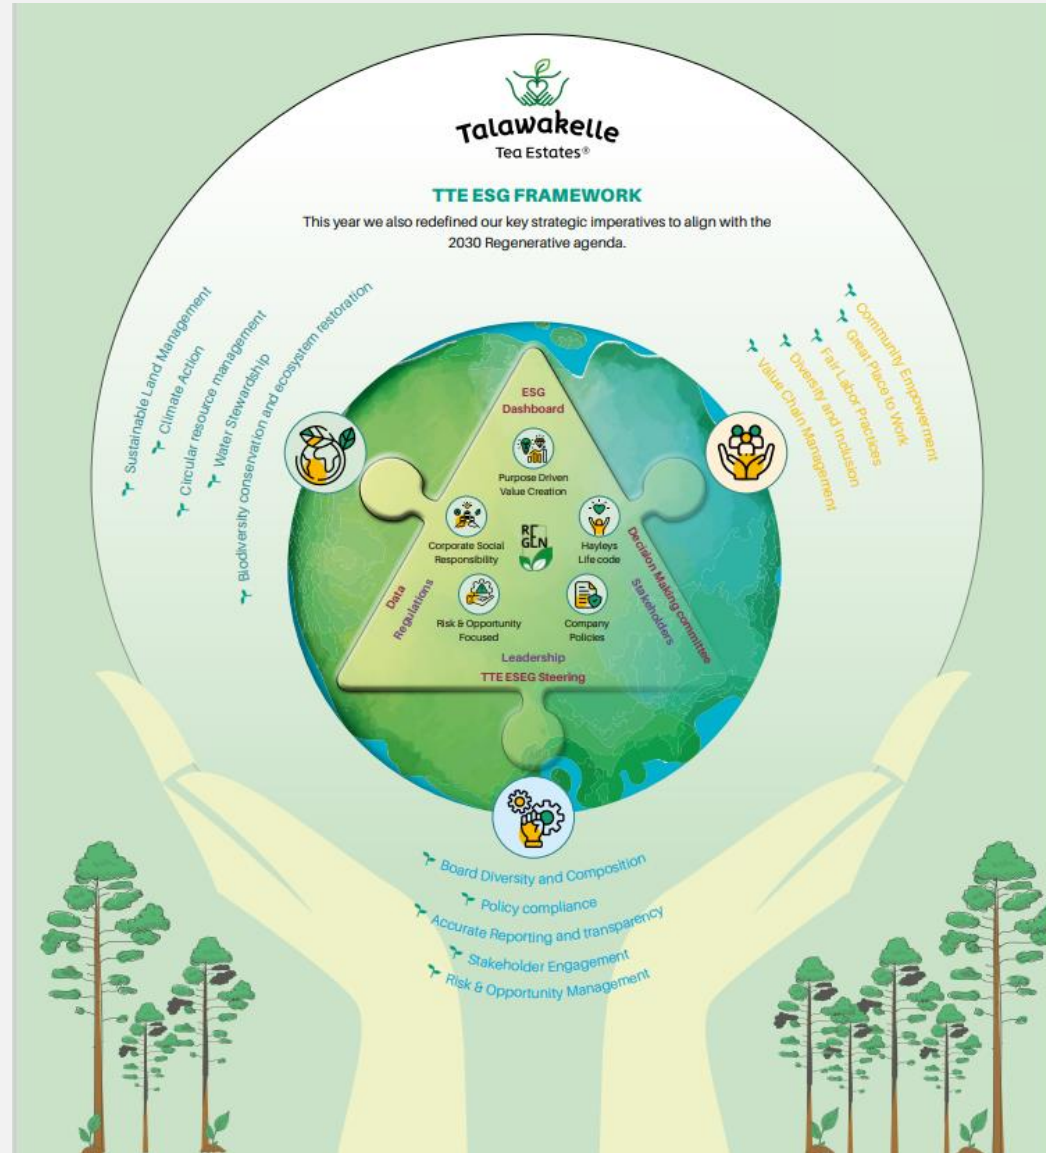 Talawakelle
Tea Estates®
TTE ESG FRAMEWORK
This year we also redefined our key strategic imperatives to align with the
2030 Regenerative agenda.
Sustainable Land Management
Climate Action
Circular resource management
Water Stewardship
Biodiversity conservation and ecosystem restoration
Community Empowerment
Great Place to Work
Fair Labor Practices
Diversity and Inclusion
Value Chain Management
ESG
Dashboard
Purpose Driven
Value Creation
Corporate Social
Responsibility
RE
GEN
Hayleys
Life code
Data
Regulations
Decision Making committee
Stakeholders
Risk & Opportunity
Focused
Company
Policies
Leadership
TTE ESEG Steering
Board Diversity and Composition
Policy compliance
Accurate Reporting and transparency
Stakeholder Engagement
Risk & Opportunity Management